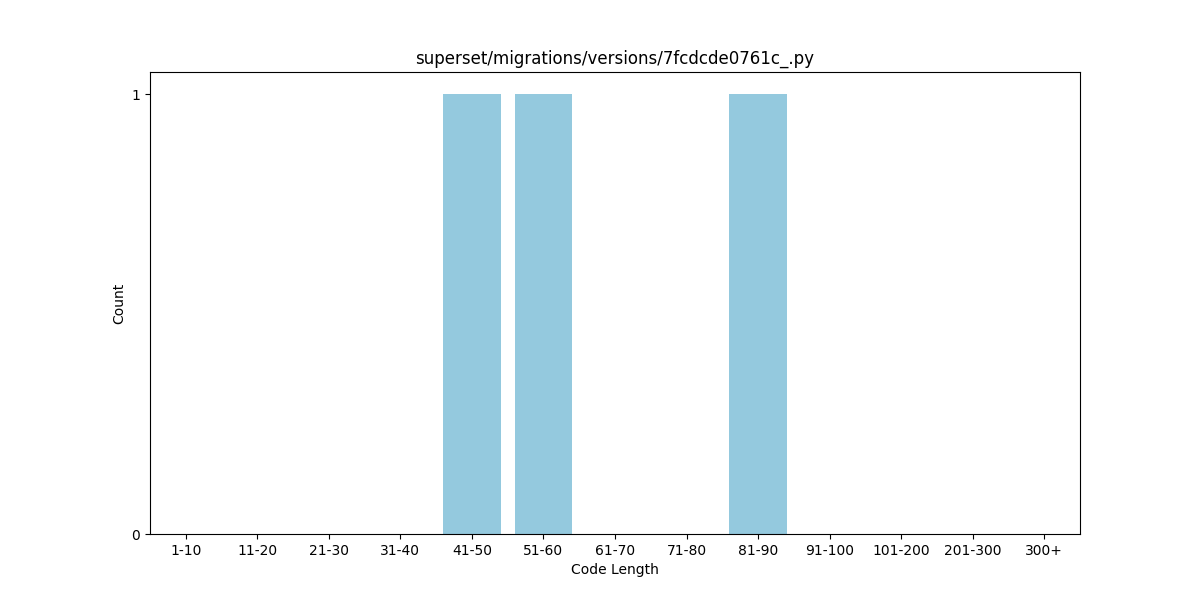 superset/migrations/versions/7fcdcde0761c_.py
1
Count
0
1-10 11-20 21-30 31-40 41-50 51-60 61-70 71-80 81-90 91-100 101-200 201-300 300+
Code Length